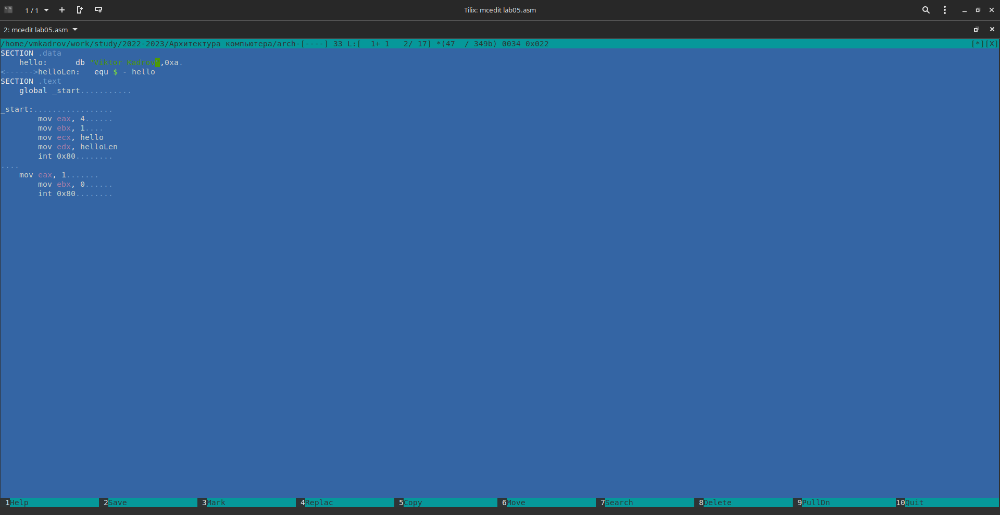 1 / 1
Tilix: mcedit lab05.asm
2: mcedit lab05.asm
/home/vmkadrov/work/study/2022-2023/Архитектура компьютера/arch-[----] 33 L:[  1+ 1   2/ 17] *(47  / 349b) 0034 0x022 [*][X]
SECTION .data
    hello:      db "Viktor Kadrov",0xa.
<------>helloLen:   equ $ - hello
SECTION .text
    global _start...........
_start:.................
        mov eax, 4......
        mov ebx, 1....
        mov ecx, hello
        mov edx, helloLen
        int 0x80........
....
    mov eax, 1.......
        mov ebx, 0......
        int 0x80........
1Help 2Save 3Mark 4Replac 5Copy 6Move 7Search 8Delete 9PullDn 10Quit